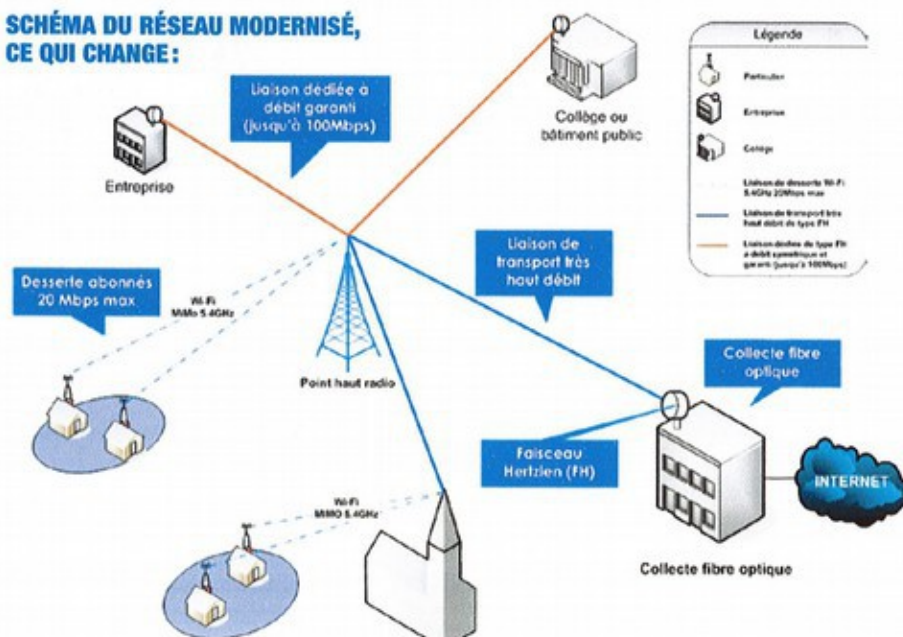 SCHÉMA DU RÉSEAU MODERNISÉ,
CE QUI CHANGE :
Liaison dédiée à
débit garanti
(jusqu'à 100Mbps)
Entreprise
Collège ou
bâtiment public
Légende
Particulier
Entreprise
Collège
Liaison de desserte Wi-Fi
5.4GHz 20Mbps max
Liaison de transport très
haut débit de type FH
Liaison dédiée de type FH
à débit symétrique et
garanti (jusqu'à 100Mbps)
Desserte abonnés
20 Mbps max
Wi-Fi
MiMo 5.4GHz
Liaison de
transport très
haut débit
Point haut radio
Collecte fibre
optique
Faisceau
Hertzien (FH)
INTERNET
Wi-Fi
MiMO 5.4GHz
Collecte fibre optique